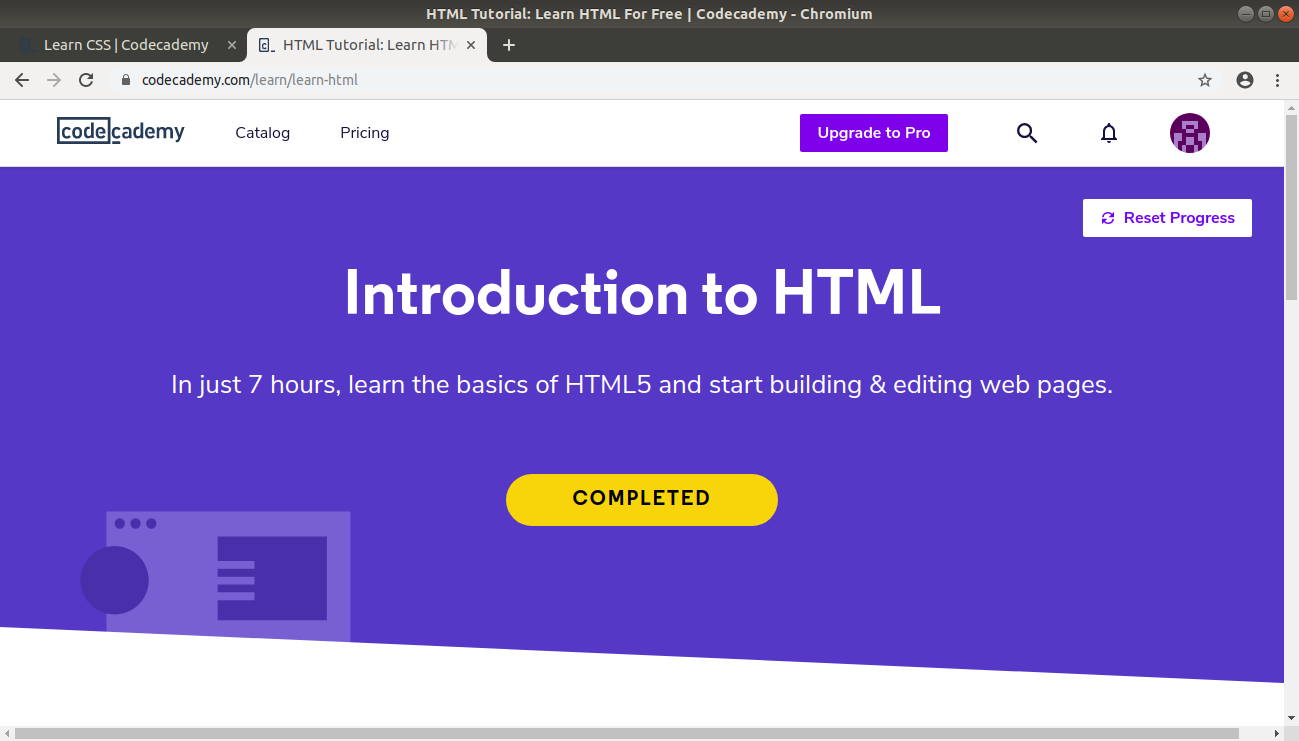 HTML Tutorial: Learn HTML For Free | Codecademy - Chromium
Learn CSS | Codecademy
HTML Tutorial: Learn HTM
codecademy.com/learn/learn-html
codecademy
Catalog
Pricing
Upgrade to Pro
Reset Progress
Introduction to HTML
In just 7 hours, learn the basics of HTML5 and start building & editing web pages.
COMPLETED